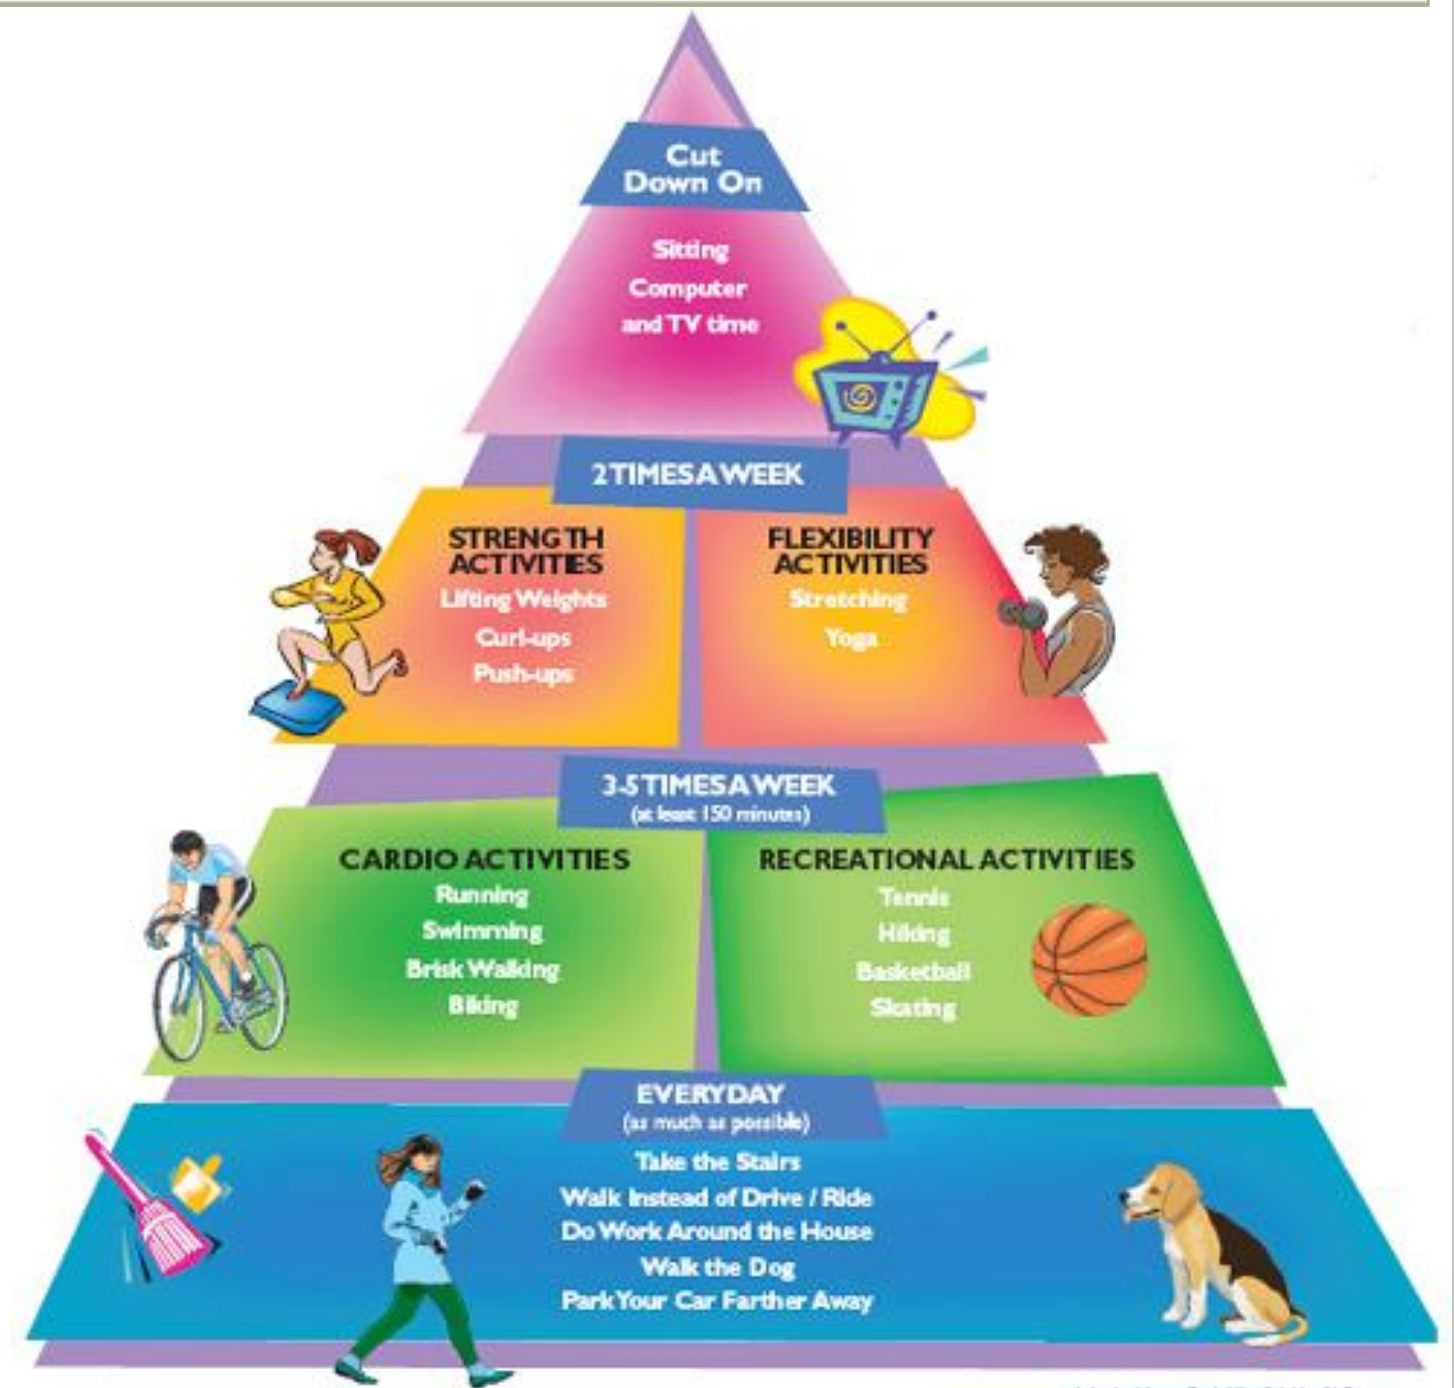 Cut
Down On
Sitting
Computer
and TV time
2 TIMES A WEEK
STRENGTH
ACTIVITIES
Lifting Weights
Curl-ups
Push-ups
FLEXIBILITY
ACTIVITIES
Stretching
Yoga
3-5 TIMES A WEEK
(at least 150 minutes)
CARDIO ACTIVITIES
Running
Swimming
Brisk Walking
Biking
RECREATIONAL ACTIVITIES
Tennis
Hiking
Basketball
Skating
EVERYDAY
(as much as possible)
Take the Stairs
Walk Instead of Drive / Ride
Do Work Around the House
Walk the Dog
Park Your Car Farther Away